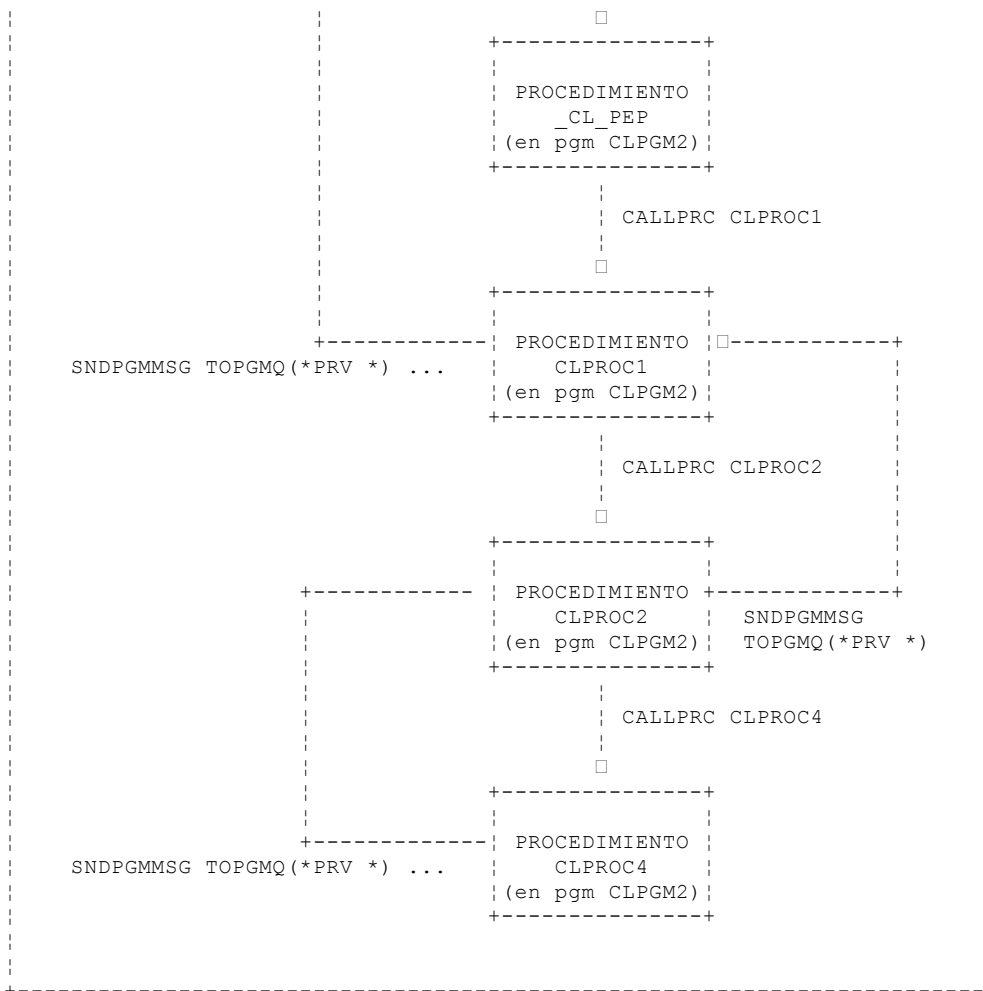 PROCEDIMIENTO
_CL_PEP
(en pgm CLPGM2)
CALLPRC CLPROC1
PROCEDIMIENTO
SNDPGMMSG TOPGMQ(*PRV *) ... CLPROC1
(en pgm CLPGM2)
CALLPRC CLPROC2
PROCEDIMIENTO
CLPROC2 SNDPGMMSG
(en pgm CLPGM2) TOPGMQ(*PRV *)
CALLPRC CLPROC4
PROCEDIMIENTO
SNDPGMMSG TOPGMQ(*PRV *) ... CLPROC4
(en pgm CLPGM2)